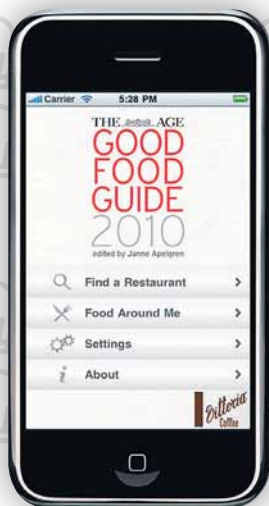 Carrier 5:28 PM
THE AGE
GOOD
FOOD
GUIDE
2010
edited by Janne Apelgren
Find a Restaurant
Food Around Me
Settings
i About
Vittoria
Coffee